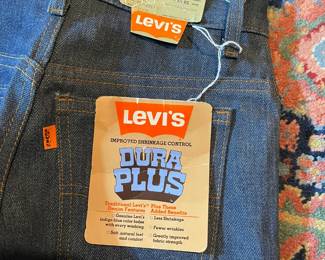 LEVI'S
LEVI'S
IMPROVED SHRINKAGE CONTROL
DURA
PLUS
Traditional Levi's Plus These
Denim Features Added Benefits
Genuine Levi's Less Shrinkage
indigo blue color fades
with every washing Fewer wrinkles
Soft natural feel Greatly improved
and comfort fabric strength